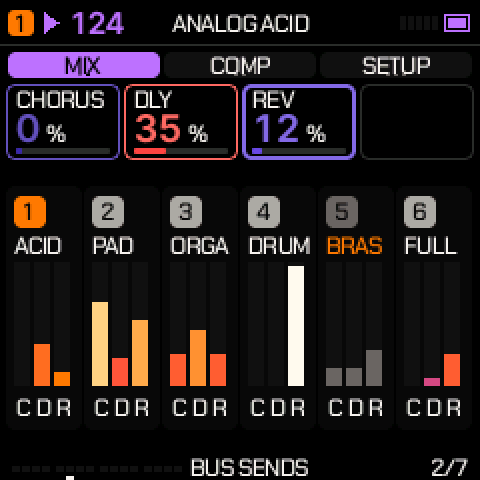 1 124 ANALOG ACID
MIX COMP SETUP
CHORUS DLY REV
0 % 35 % 12 %
1 2 3 4 5 6
ACID PAD ORGA DRUM BRAS FULL
C D R C D R C D R C D R C D R C D R
BUS SENDS 2/7